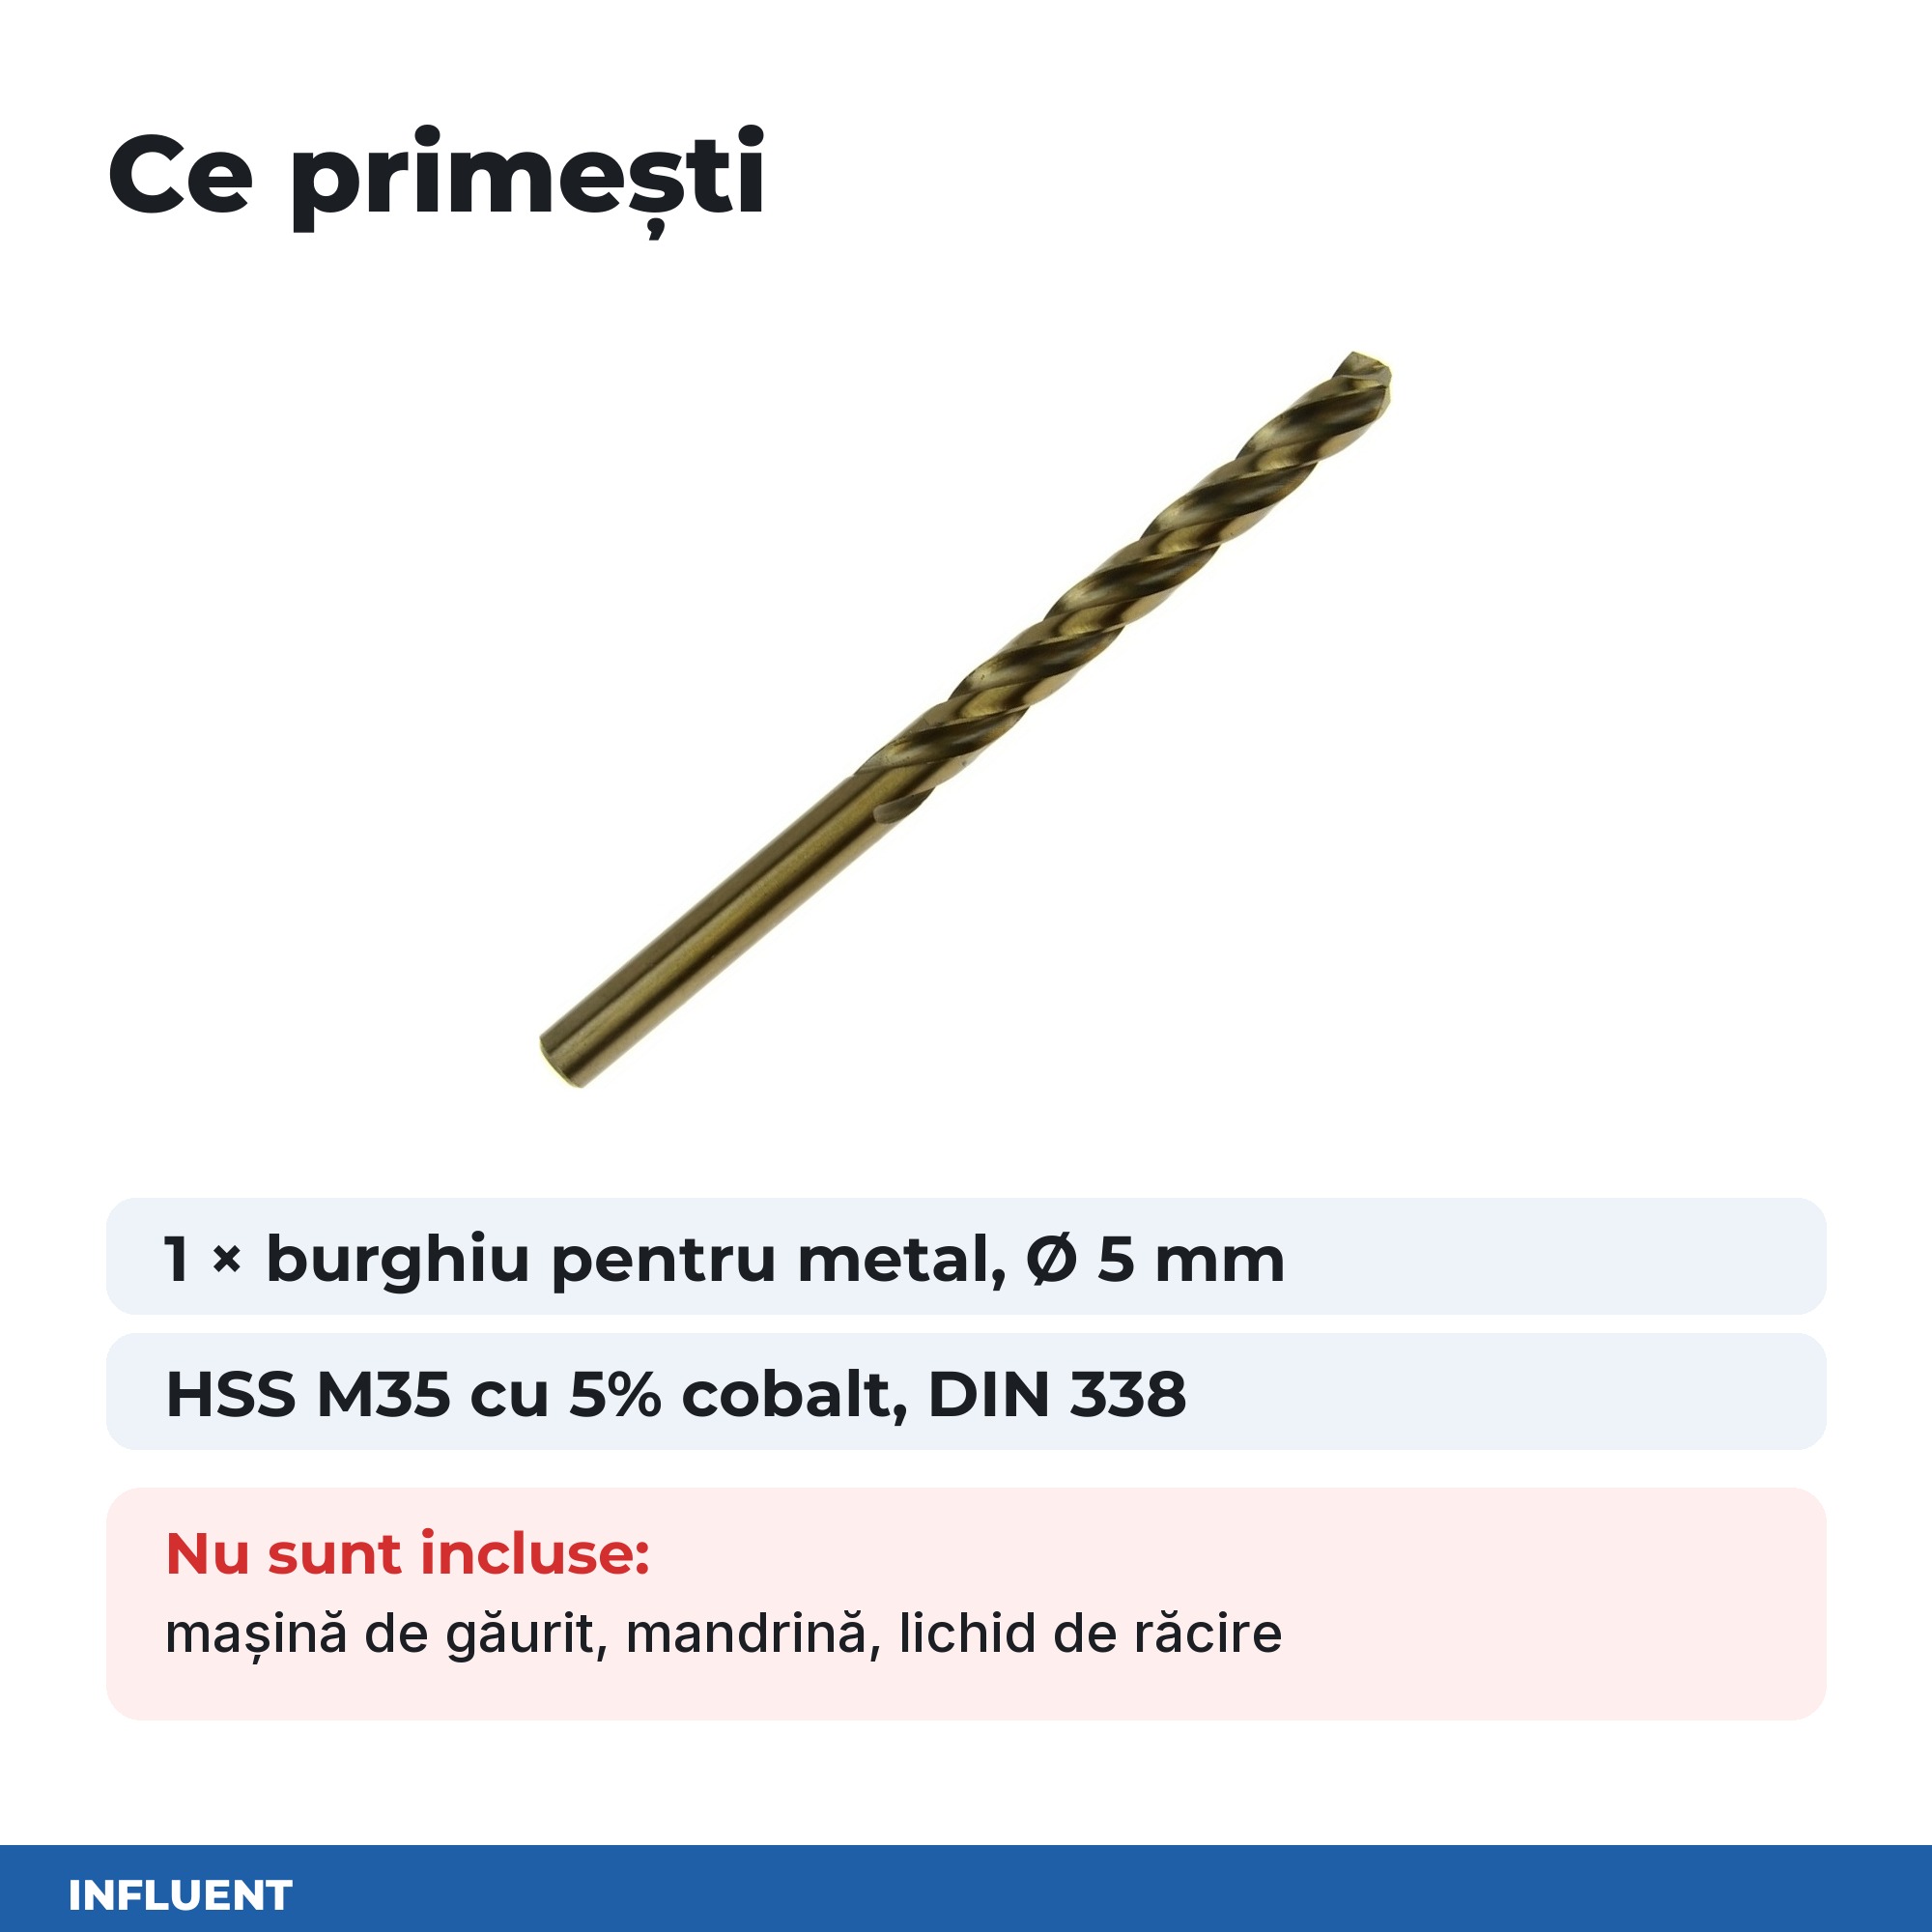 Ce primești
1 × burghiu pentru metal, Ø 5 mm
HSS M35 cu 5% cobalt, DIN 338
Nu sunt incluse:
mașină de găurit, mandrină, lichid de răcire
INFLUENT